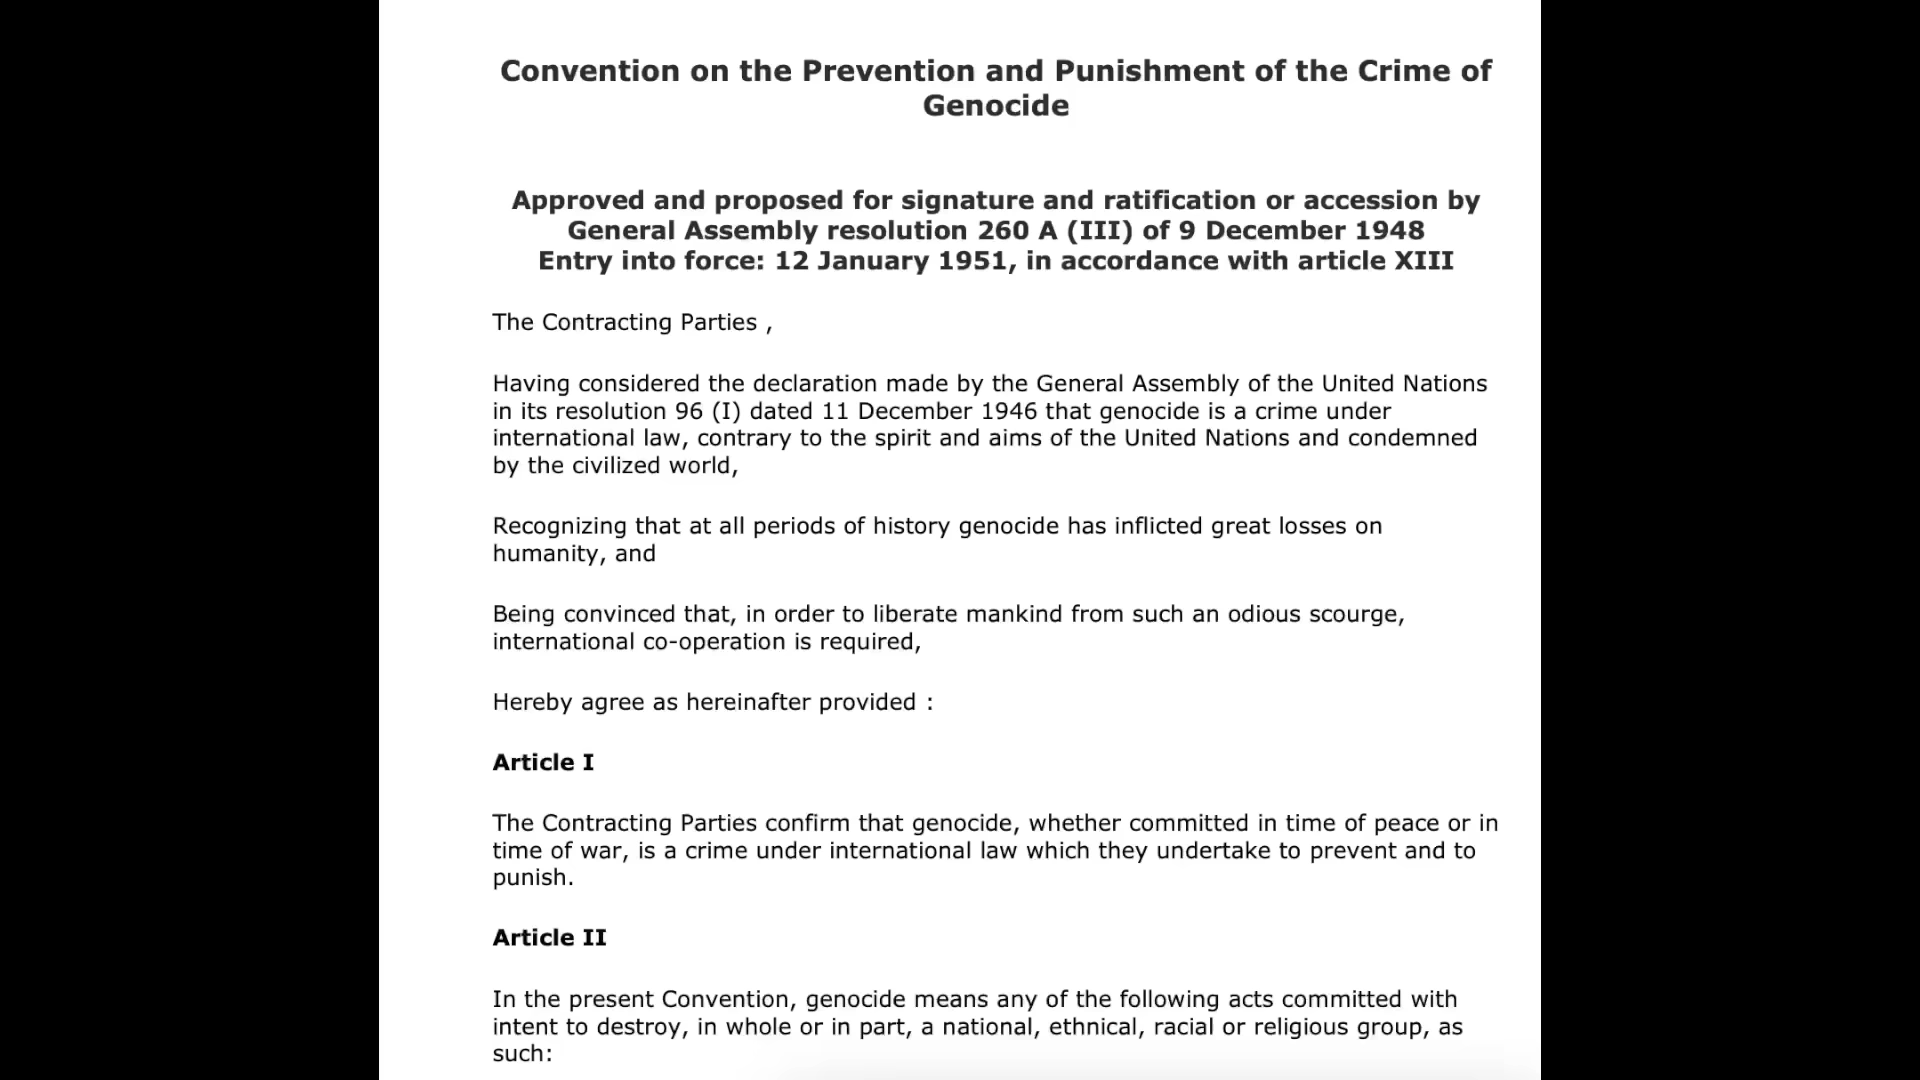 Convention on the Prevention and Punishment of the Crime of
Genocide
Approved and proposed for signature and ratification or accession by
General Assembly resolution 260 A (III) of 9 December 1948
Entry into force: 12 January 1951, in accordance with article XIII
The Contracting Parties ,
Having considered the declaration made by the General Assembly of the United Nations
in its resolution 96 (I) dated 11 December 1946 that genocide is a crime under
international law, contrary to the spirit and aims of the United Nations and condemned
by the civilized world,
Recognizing that at all periods of history genocide has inflicted great losses on
humanity, and
Being convinced that, in order to liberate mankind from such an odious scourge,
international co-operation is required,
Hereby agree as hereinafter provided :
Article I
The Contracting Parties confirm that genocide, whether committed in time of peace or in
time of war, is a crime under international law which they undertake to prevent and to
punish.
Article II
In the present Convention, genocide means any of the following acts committed with
intent to destroy, in whole or in part, a national, ethnical, racial or religious group, as
such: